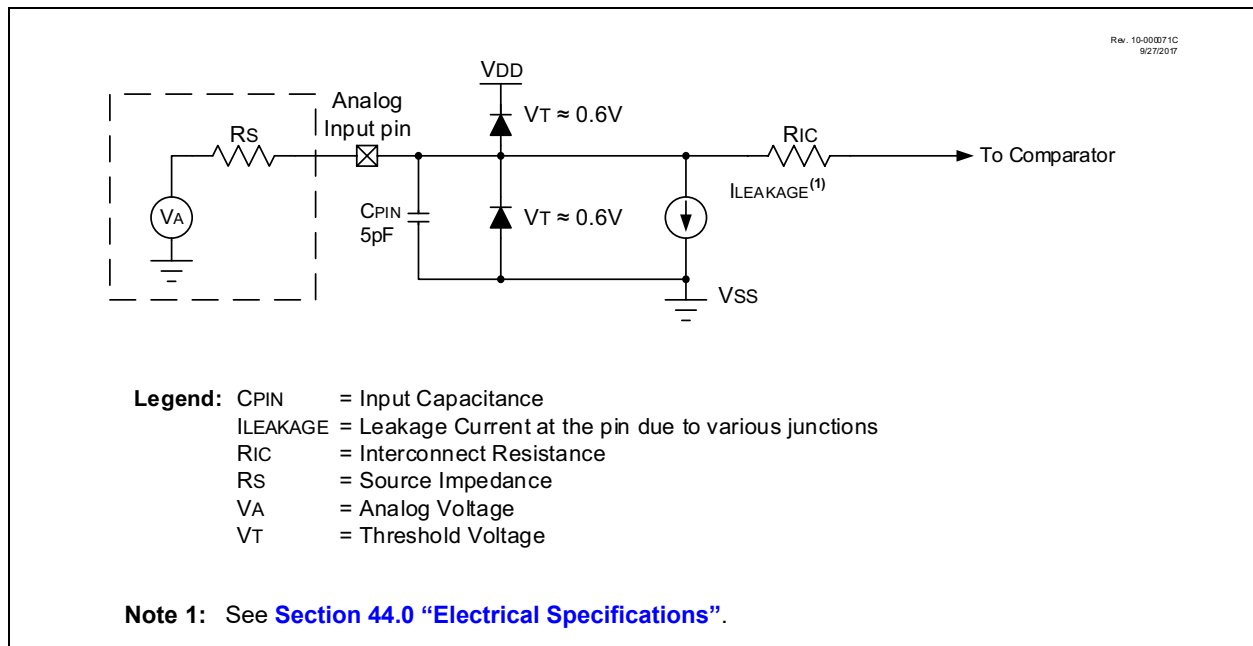 Rev. 10-000071C
9/27/2017
VDD
Analog
Input pin
VT ≈ 0.6V
RS
RIC
To Comparator
ILEAKAGE(1)
VA
CPIN
5pF
VT ≈ 0.6V
VSS
Legend: CPIN = Input Capacitance
ILEAKAGE = Leakage Current at the pin due to various junctions
RIC = Interconnect Resistance
RS = Source Impedance
VA = Analog Voltage
VT = Threshold Voltage
Note 1: See Section 44.0 “Electrical Specifications”.